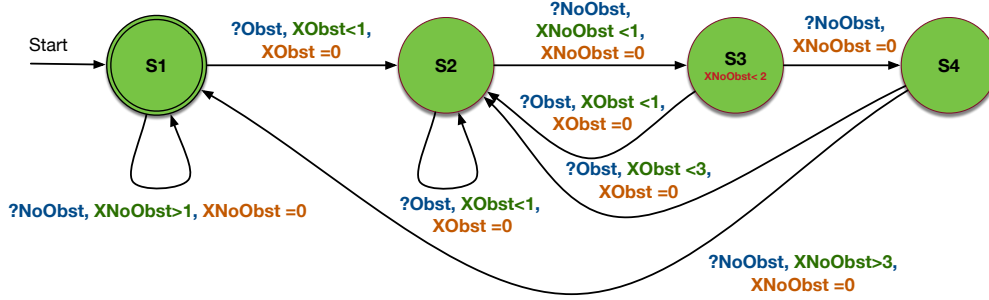 Start
S1
?Obst, XObst<1,
XObst =0
S2
?NoObst,
XNoObst <1,
XNoObst =0
S3
XNoObst< 2
?NoObst,
XNoObst =0
S4
?Obst, XObst <1,
XObst =0
?Obst, XObst <3,
XObst =0
?NoObst, XNoObst>1, XNoObst =0
?Obst, XObst<1,
XObst =0
?NoObst, XNoObst>3,
XNoObst =0